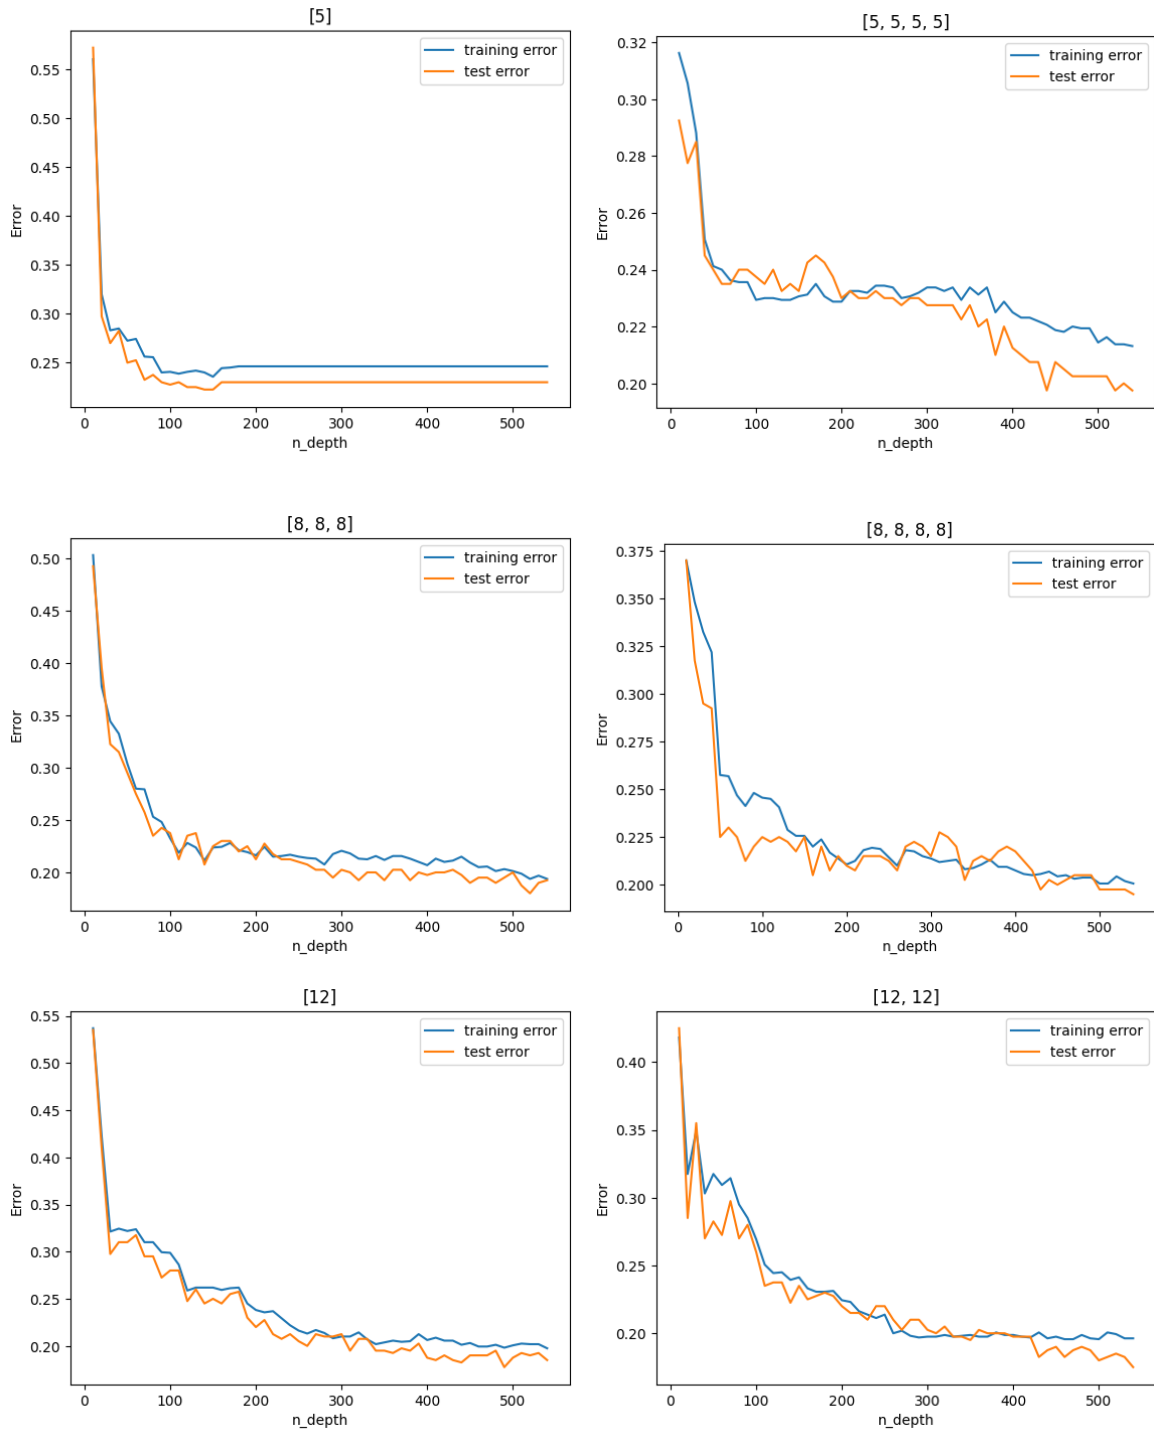 [5]
training error
test error
0.55
0.50
0.45
0.40
0.35
0.30
0.25
Error
0 100 200 300 400 500
n_depth
[5, 5, 5, 5]
training error
test error
0.32
0.30
0.28
0.26
0.24
0.22
0.20
Error
0 100 200 300 400 500
n_depth
[8, 8, 8]
training error
test error
0.50
0.45
0.40
0.35
0.30
0.25
0.20
Error
0 100 200 300 400 500
n_depth
[8, 8, 8, 8]
training error
test error
0.375
0.350
0.325
0.300
0.275
0.250
0.225
0.200
Error
0 100 200 300 400 500
n_depth
[12]
training error
test error
0.55
0.50
0.45
0.40
0.35
0.30
0.25
0.20
Error
0 100 200 300 400 500
n_depth
[12, 12]
training error
test error
0.40
0.35
0.30
0.25
0.20
Error
0 100 200 300 400 500
n_depth